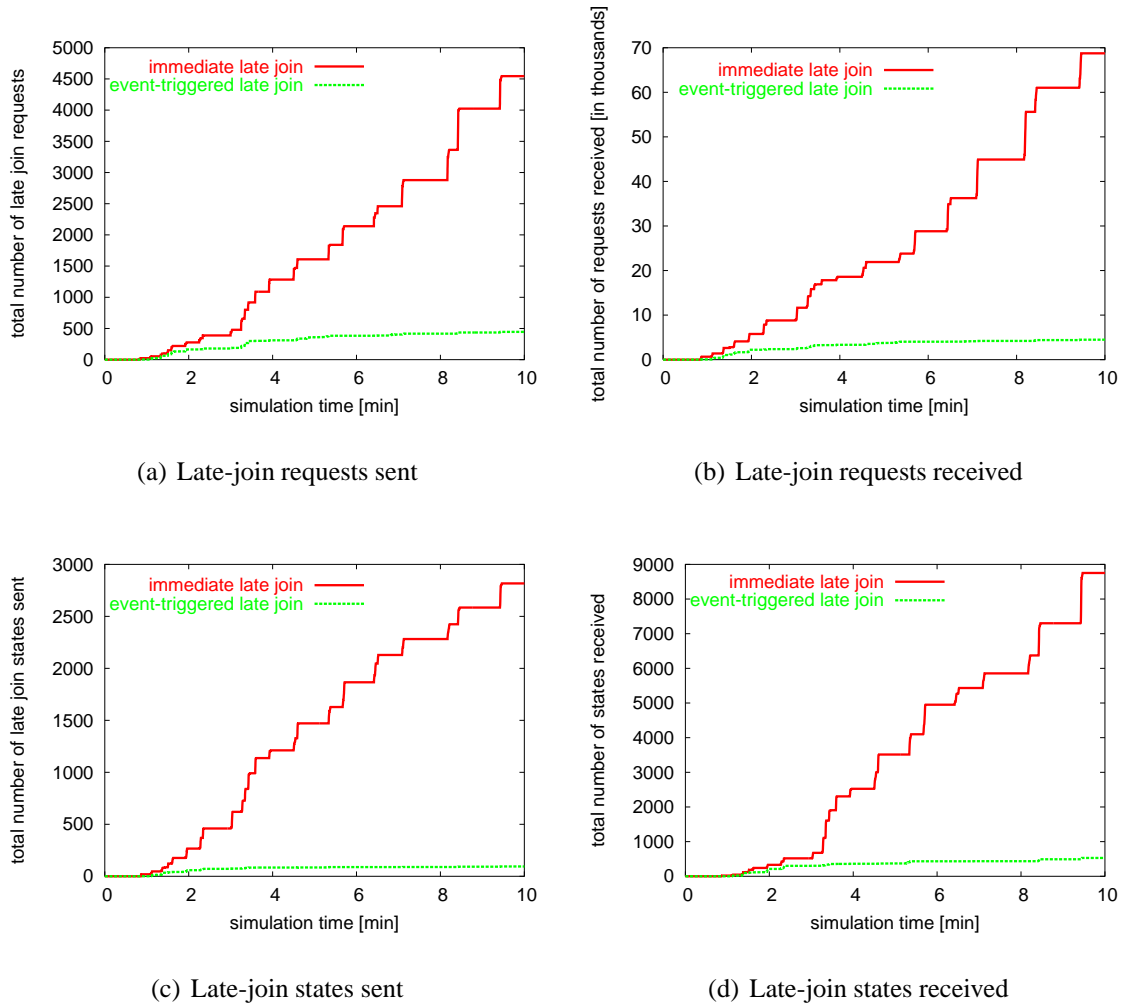 5000
4500
4000
3500
3000
2500
2000
1500
1000
500
0
0 2 4 6 8 10
total number of late join requests
simulation time [min]
immediate late join
event-triggered late join
(a) Late-join requests sent
70
60
50
40
30
20
10
0
0 2 4 6 8 10
total number of requests received [in thousands]
simulation time [min]
immediate late join
event-triggered late join
(b) Late-join requests received
3000
2500
2000
1500
1000
500
0
0 2 4 6 8 10
total number of late join states sent
simulation time [min]
immediate late join
event-triggered late join
(c) Late-join states sent
9000
8000
7000
6000
5000
4000
3000
2000
1000
0
0 2 4 6 8 10
total number of states received
simulation time [min]
immediate late join
event-triggered late join
(d) Late-join states received